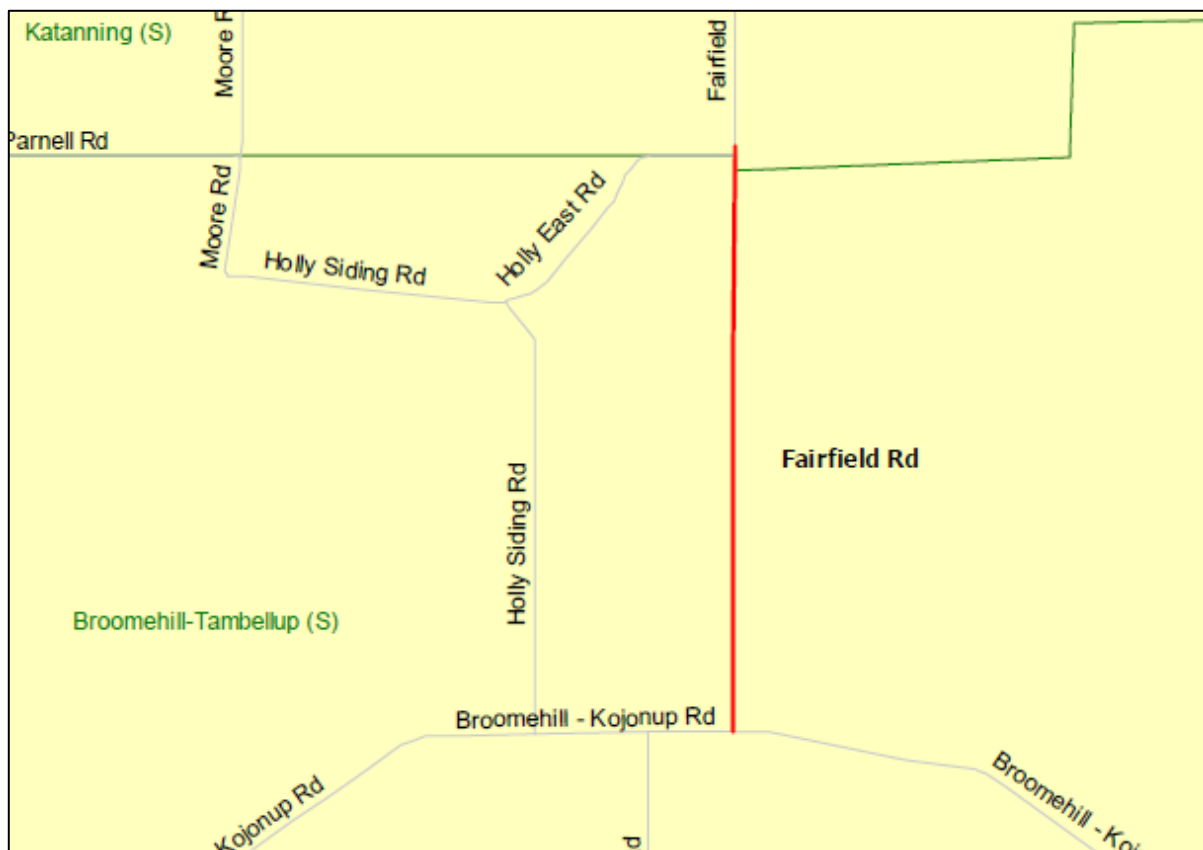 Katanning (S)
Moore R
Fairfield
Parnell Rd
Moore Rd
Holly East Rd
Holly Siding Rd
Fairfield Rd
Holly Siding Rd
Broomehill-Tambellup (S)
Broomehill - Kojonup Rd
Kojonup Rd
Broomehill - Koj
d